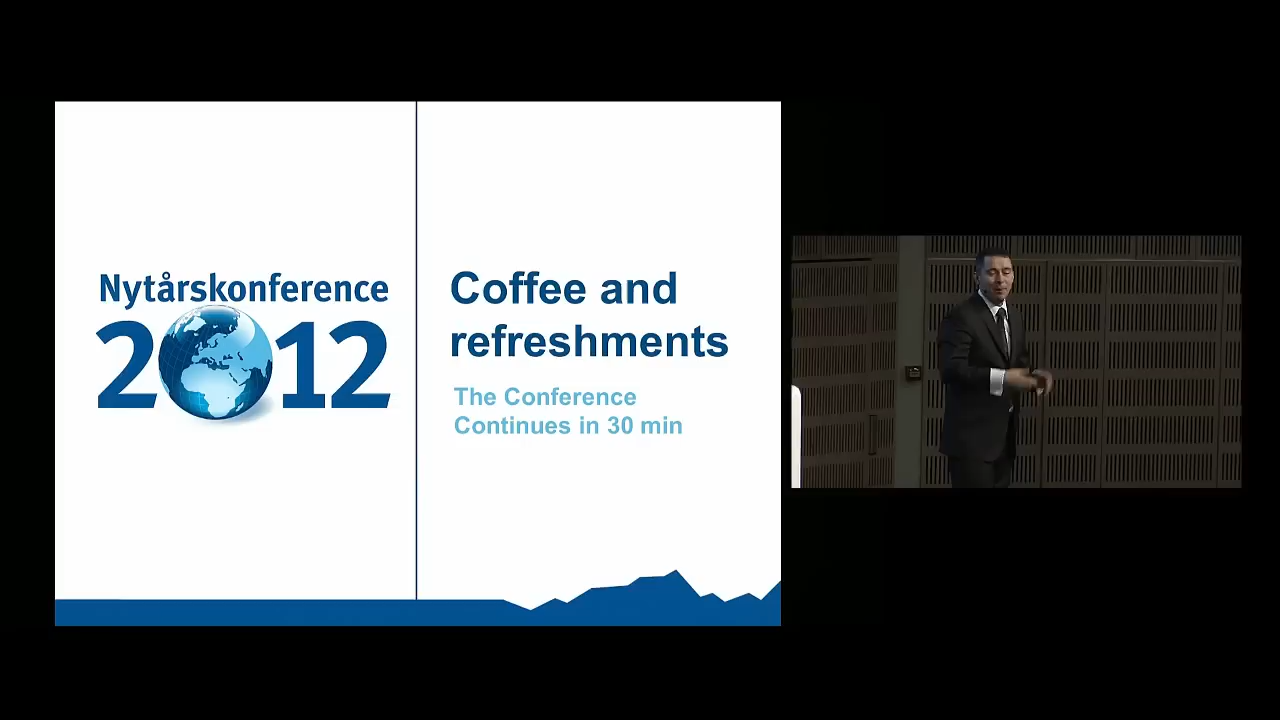 Nytårskonference
2012
Coffee and
refreshments
The Conference
Continues in 30 min